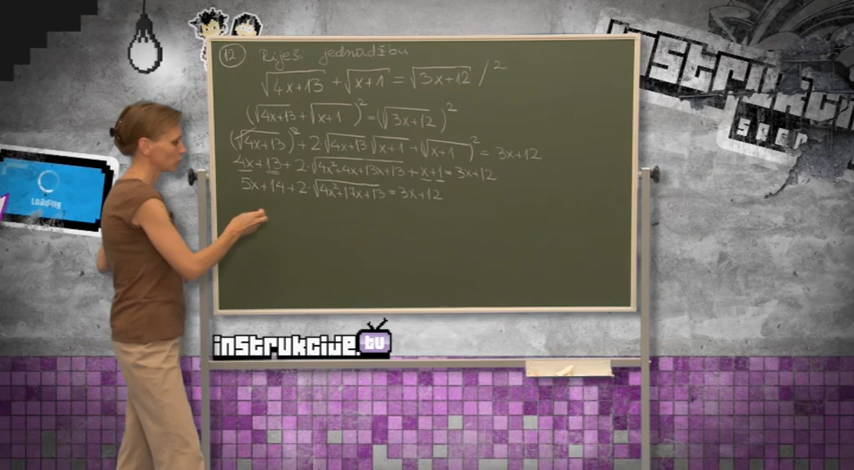 12 Riješi jednadžbu
√4x+13 + √x+1 = √3x+12 /²
(√4x+13 + √x+1)² = (√3x+12)²
(√4x+13)² + 2√4x+13 √x+1 + (√x+1)² = 3x+12
4x+13+2·√4x²+4x+13x+13 + x+1 = 3x+12
5x+14+2·√4x²+17x+13 = 3x+12
Loading
instrukcije.tv